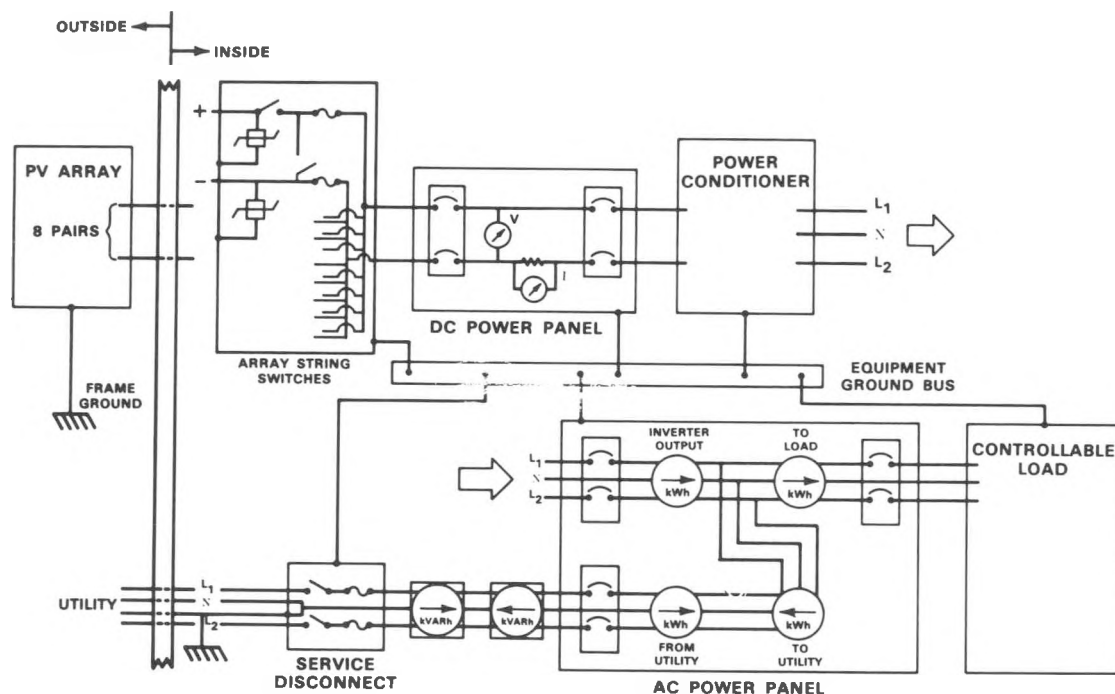 OUTSIDE
INSIDE
+
−
PV ARRAY
8 PAIRS
FRAME
GROUND
ARRAY STRING
SWITCHES
V
I
DC POWER PANEL
POWER
CONDITIONER
L1
N
L2
EQUIPMENT
GROUND BUS
L1
N
L2
INVERTER
OUTPUT
kWh
TO
LOAD
kWh
CONTROLLABLE
LOAD
UTILITY
L1
N
L2
SERVICE
DISCONNECT
kVARh
kVARh
kWh
FROM
UTILITY
kWh
TO
UTILITY
AC POWER PANEL